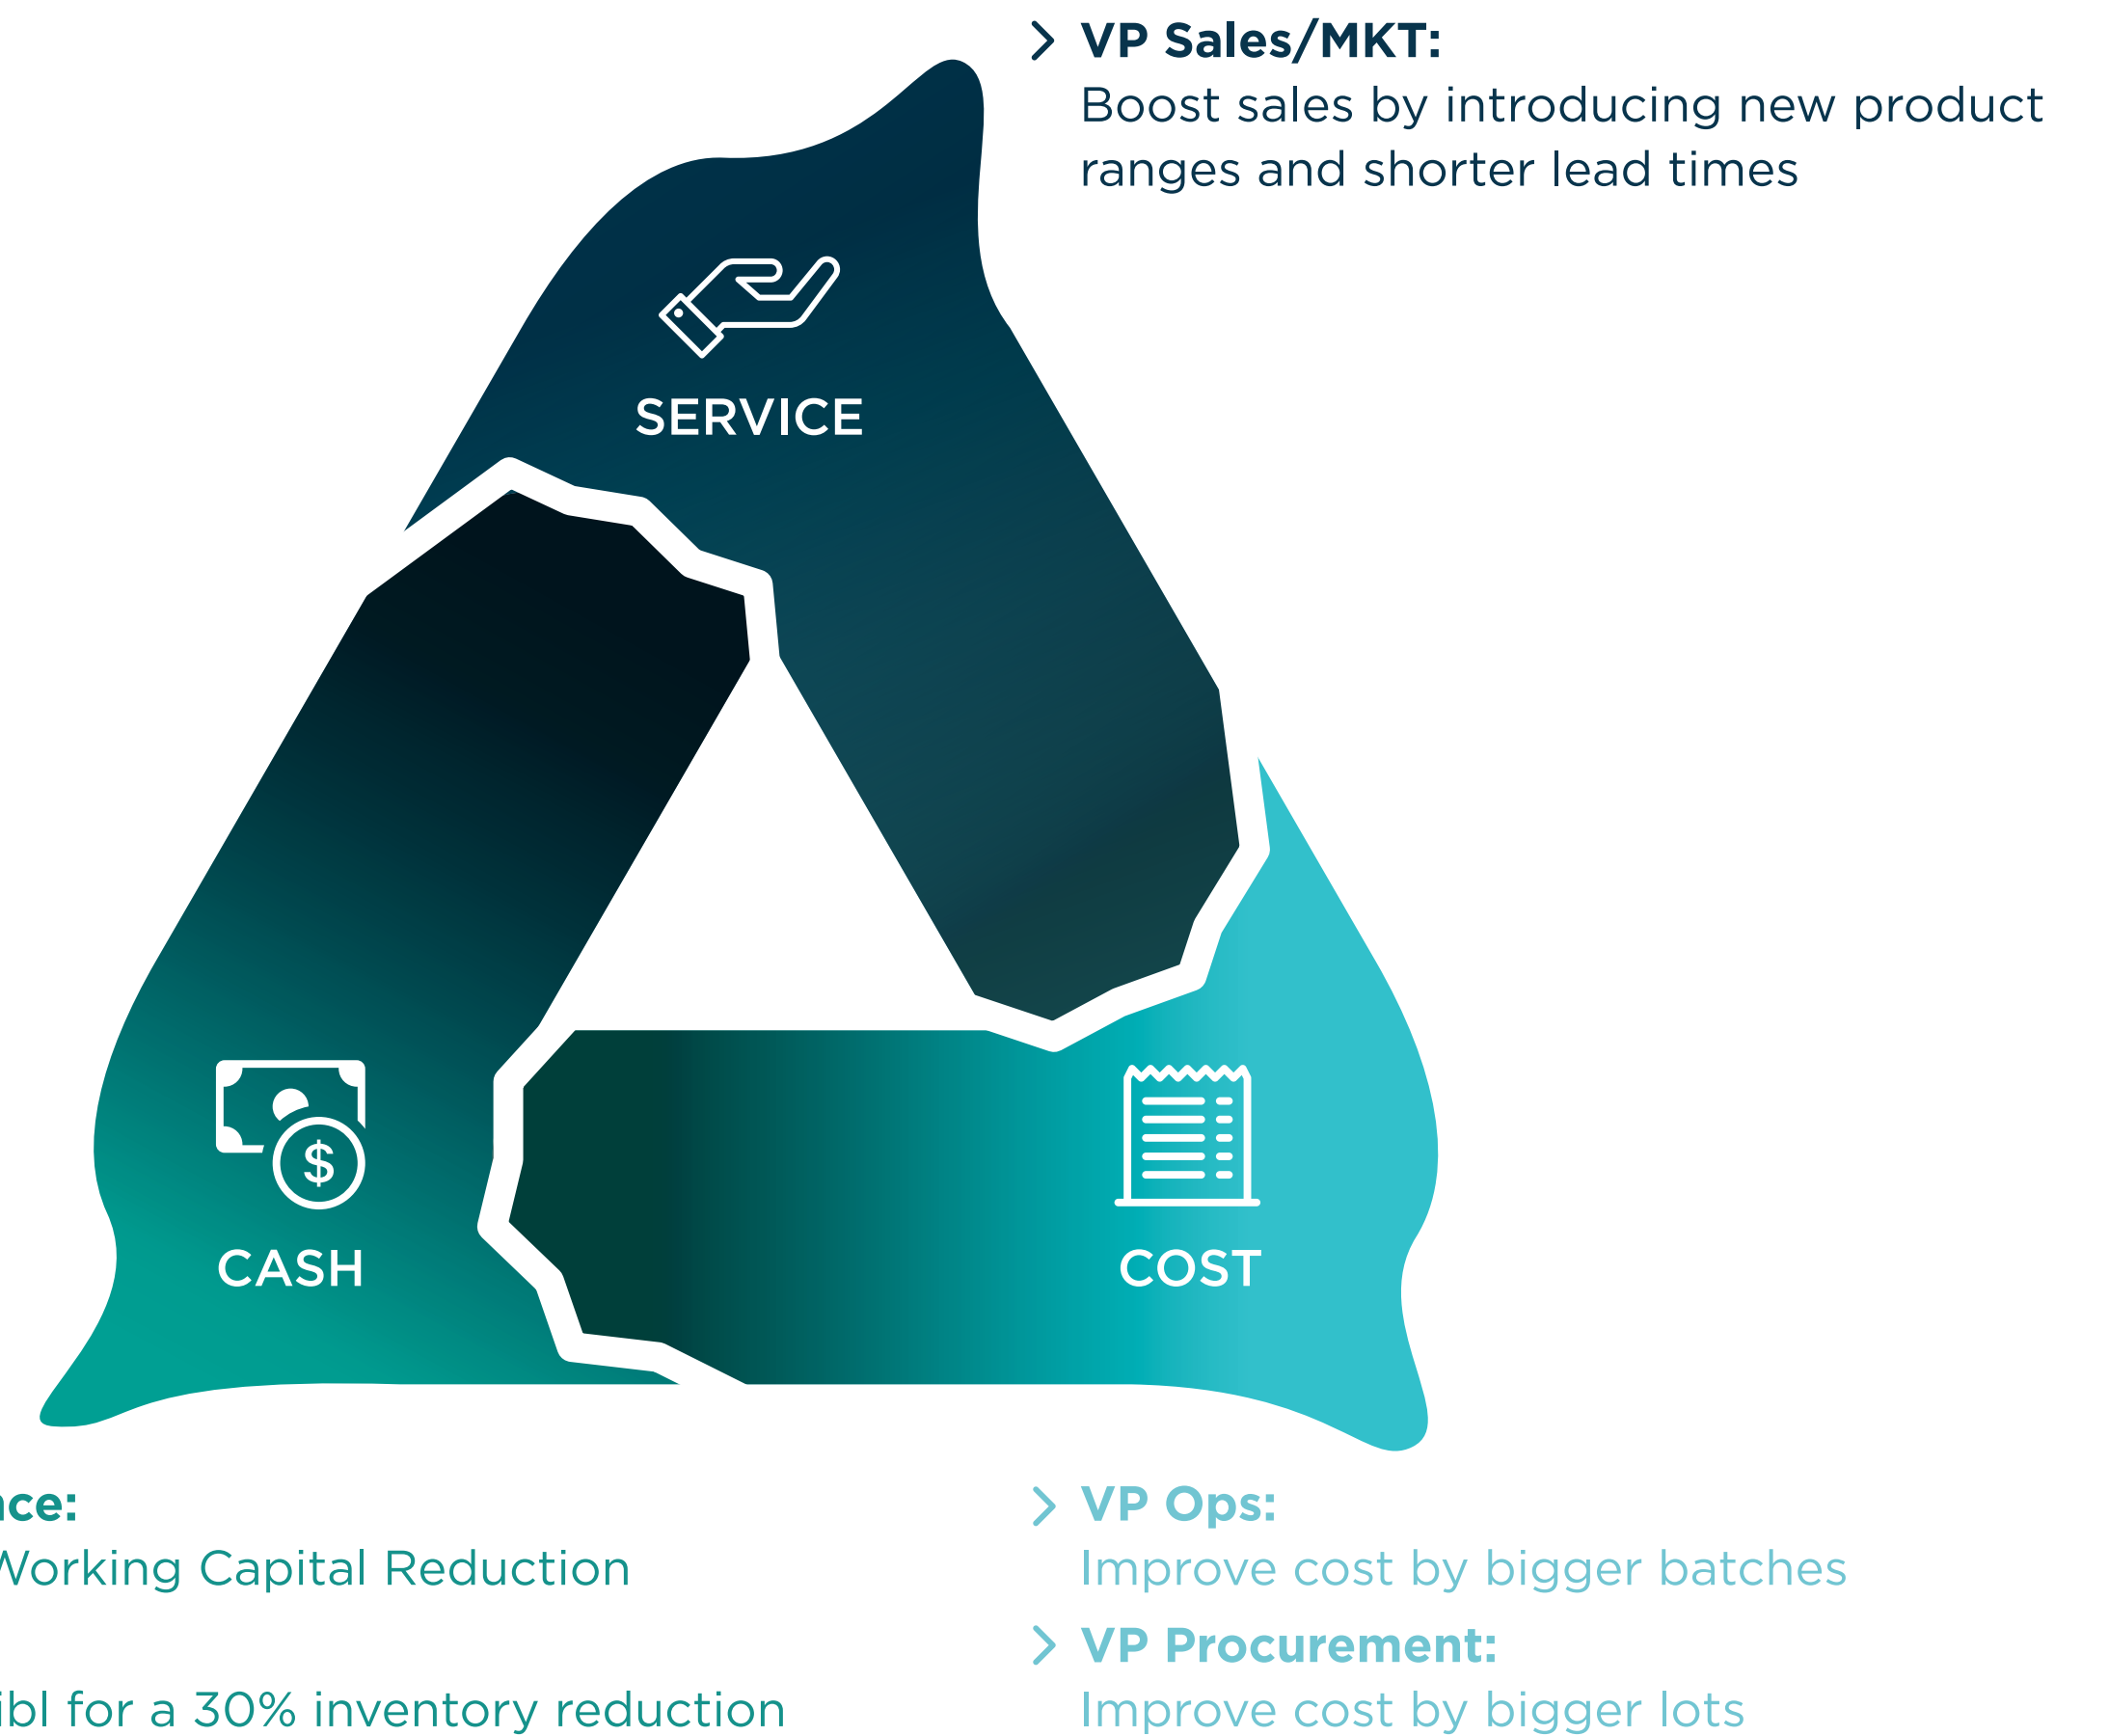 VP Sales/MKT:
Boost sales by introducing new product
ranges and shorter lead times
SERVICE
CASH
COST
nce:
Working Capital Reduction
ibl for a 30% inventory reduction
VP Ops:
Improve cost by bigger batches
VP Procurement:
Improve cost by bigger lots